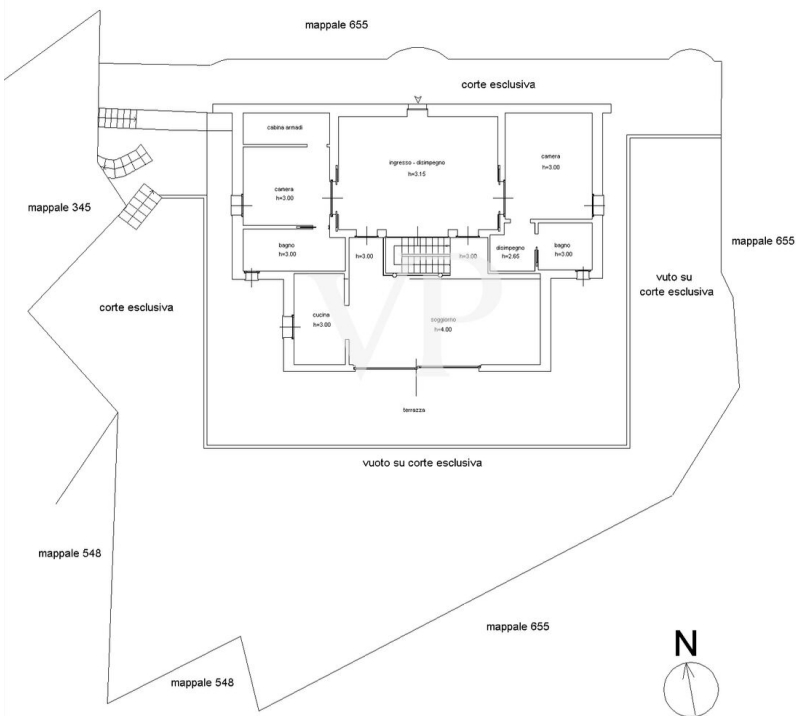 mappale 655
corte esclusiva
cabina armadi
ingresso - disimpegno
h=3.15
camera
h=3.00
camera
h=3.00
mappale 345
mappale 655
bagno
h=3.00
h=3.00
h=3.00
disimpegno
h=2.65
bagno
h=3.00
vuto su
corte esclusiva
corte esclusiva
cucina
h=3.00
soggiorno
h=4.00
VP
terrazza
vuoto su corte esclusiva
mappale 548
mappale 655
N
mappale 548